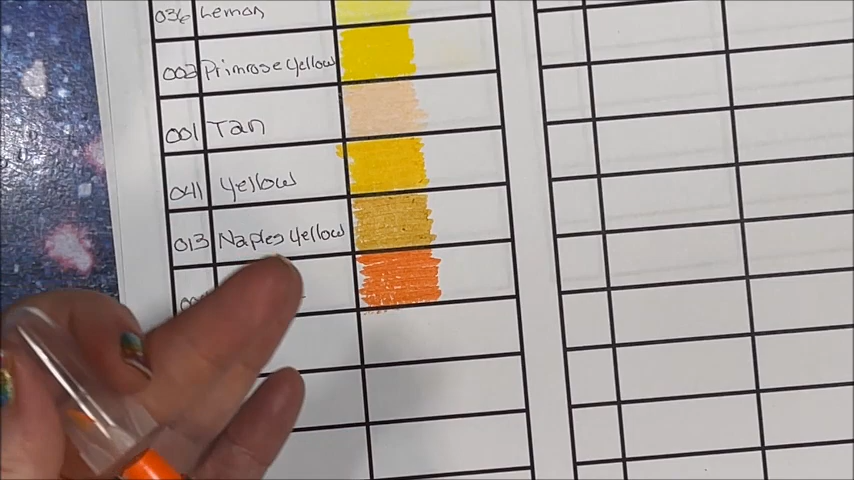 036 Lemon
002 Primrose Yellow
001 Tan
041 Yellow
013 Naples Yellow